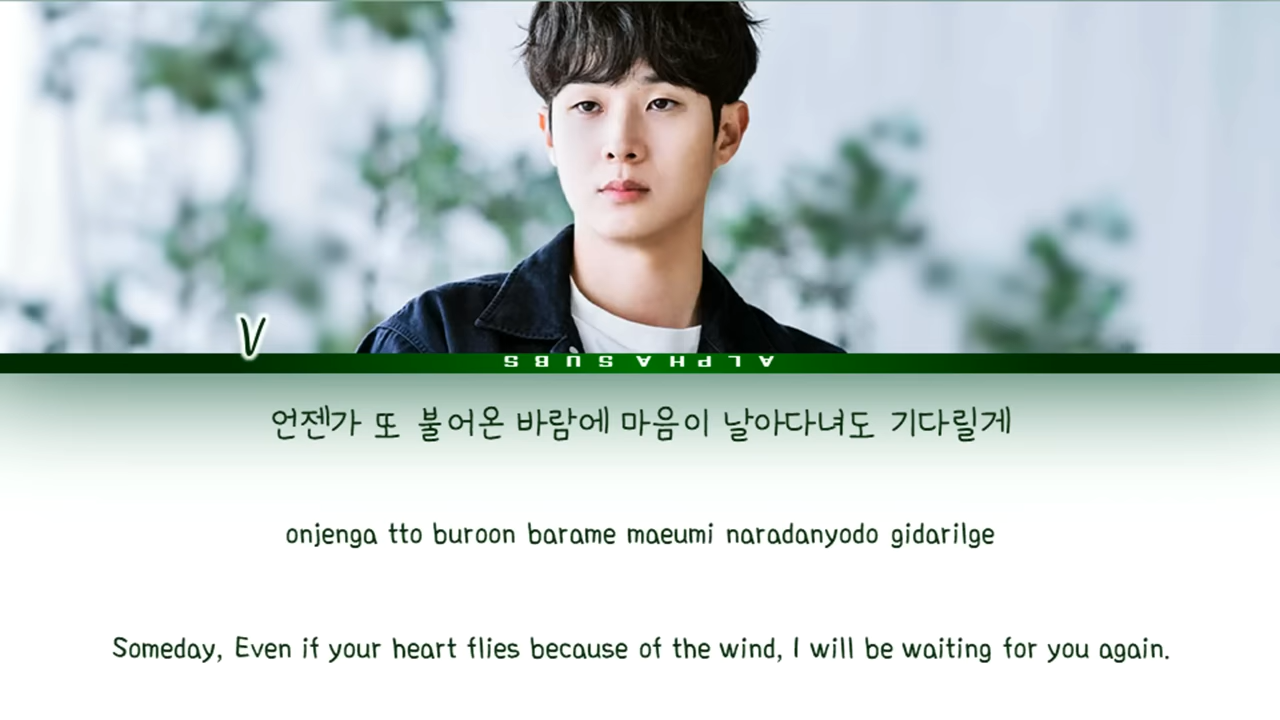 V
ALPHASUBS
언젠가 또 불어온 바람에 마음이 날아다녀도 기다릴게
onjenga tto buroon barame maeumi naradanyodo gidarilge
Someday, Even if your heart flies because of the wind, I will be waiting for you again.